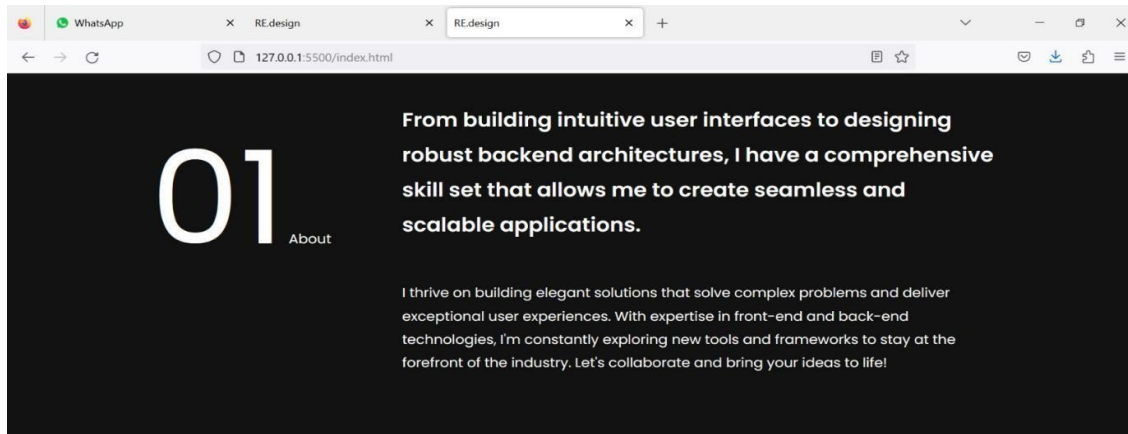 WhatsApp
RE.design
RE.design
127.0.0.1:5500/index.html
01
About
From building intuitive user interfaces to designing
robust backend architectures, I have a comprehensive
skill set that allows me to create seamless and
scalable applications.
I thrive on building elegant solutions that solve complex problems and deliver
exceptional user experiences. With expertise in front-end and back-end
technologies, I'm constantly exploring new tools and frameworks to stay at the
forefront of the industry. Let's collaborate and bring your ideas to life!